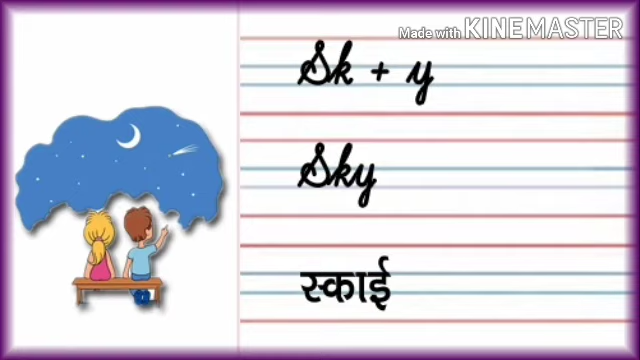 Made with KINEMASTER
Sk + y
Sky
स्काई